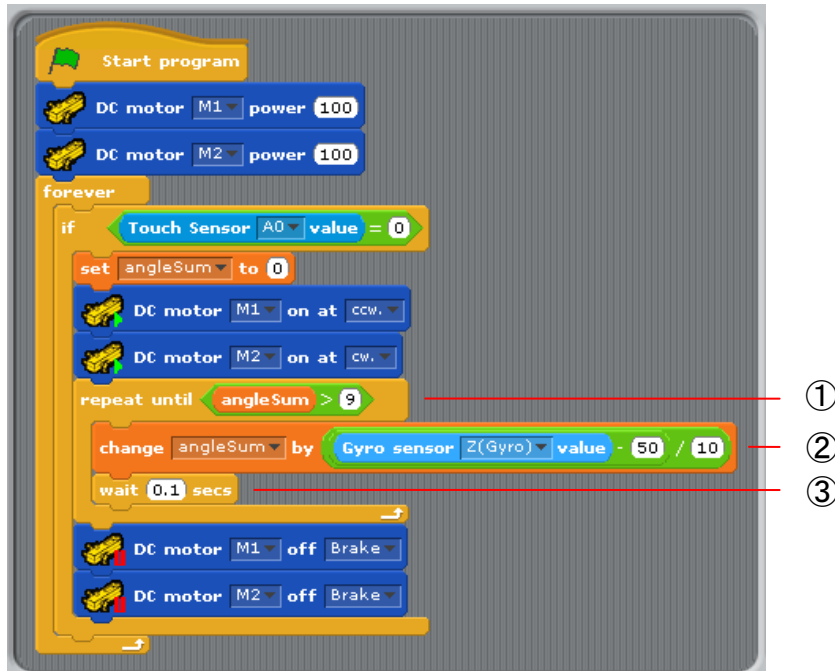 Start program
DC motor M1 power 100
DC motor M2 power 100
forever
if Touch Sensor A0 value = 0
set angleSum to 0
DC motor M1 on at ccw.
DC motor M2 on at cw.
repeat until angleSum > 9 ①
change angleSum by Gyro sensor Z(Gyro) value - 50 / 10 ②
wait 0.1 secs ③
DC motor M1 off Brake
DC motor M2 off Brake